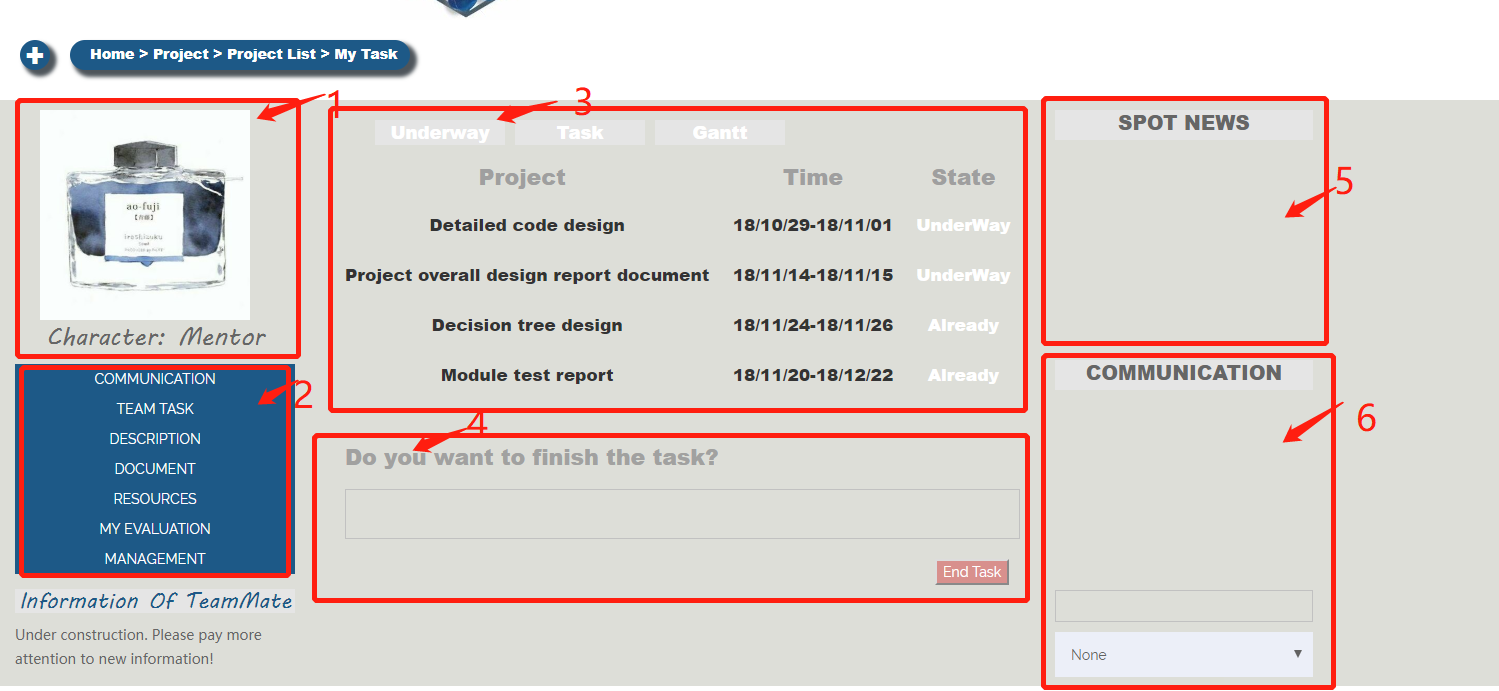 Home > Project > Project List > My Task
1
ao-fuji
Character: Mentor
2
COMMUNICATION
TEAM TASK
DESCRIPTION
DOCUMENT
RESOURCES
MY EVALUATION
MANAGEMENT
Information Of TeamMate
Under construction. Please pay more
attention to new information!
3
Underway Task Gantt
Project Time State
Detailed code design 18/10/29-18/11/01 UnderWay
Project overall design report document 18/11/14-18/11/15 UnderWay
Decision tree design 18/11/24-18/11/26 Already
Module test report 18/11/20-18/12/22 Already
4
Do you want to finish the task?
End Task
SPOT NEWS
5
COMMUNICATION
6
None